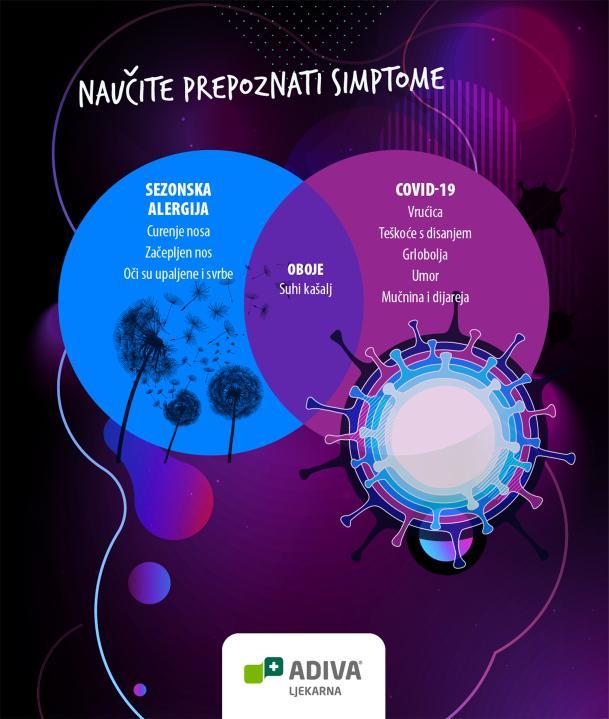 NAUČITE PREPOZNATI SIMPTOME
SEZONSKA
ALERGIJA
Curenje nosa
Začepljen nos
Oči su upaljene i svrbe
OBOJE
Suhi kašalj
COVID-19
Vrućica
Teškoće s disanjem
Grlobolja
Umor
Mučnina i dijareja
ADIVA®
LJEKARNA